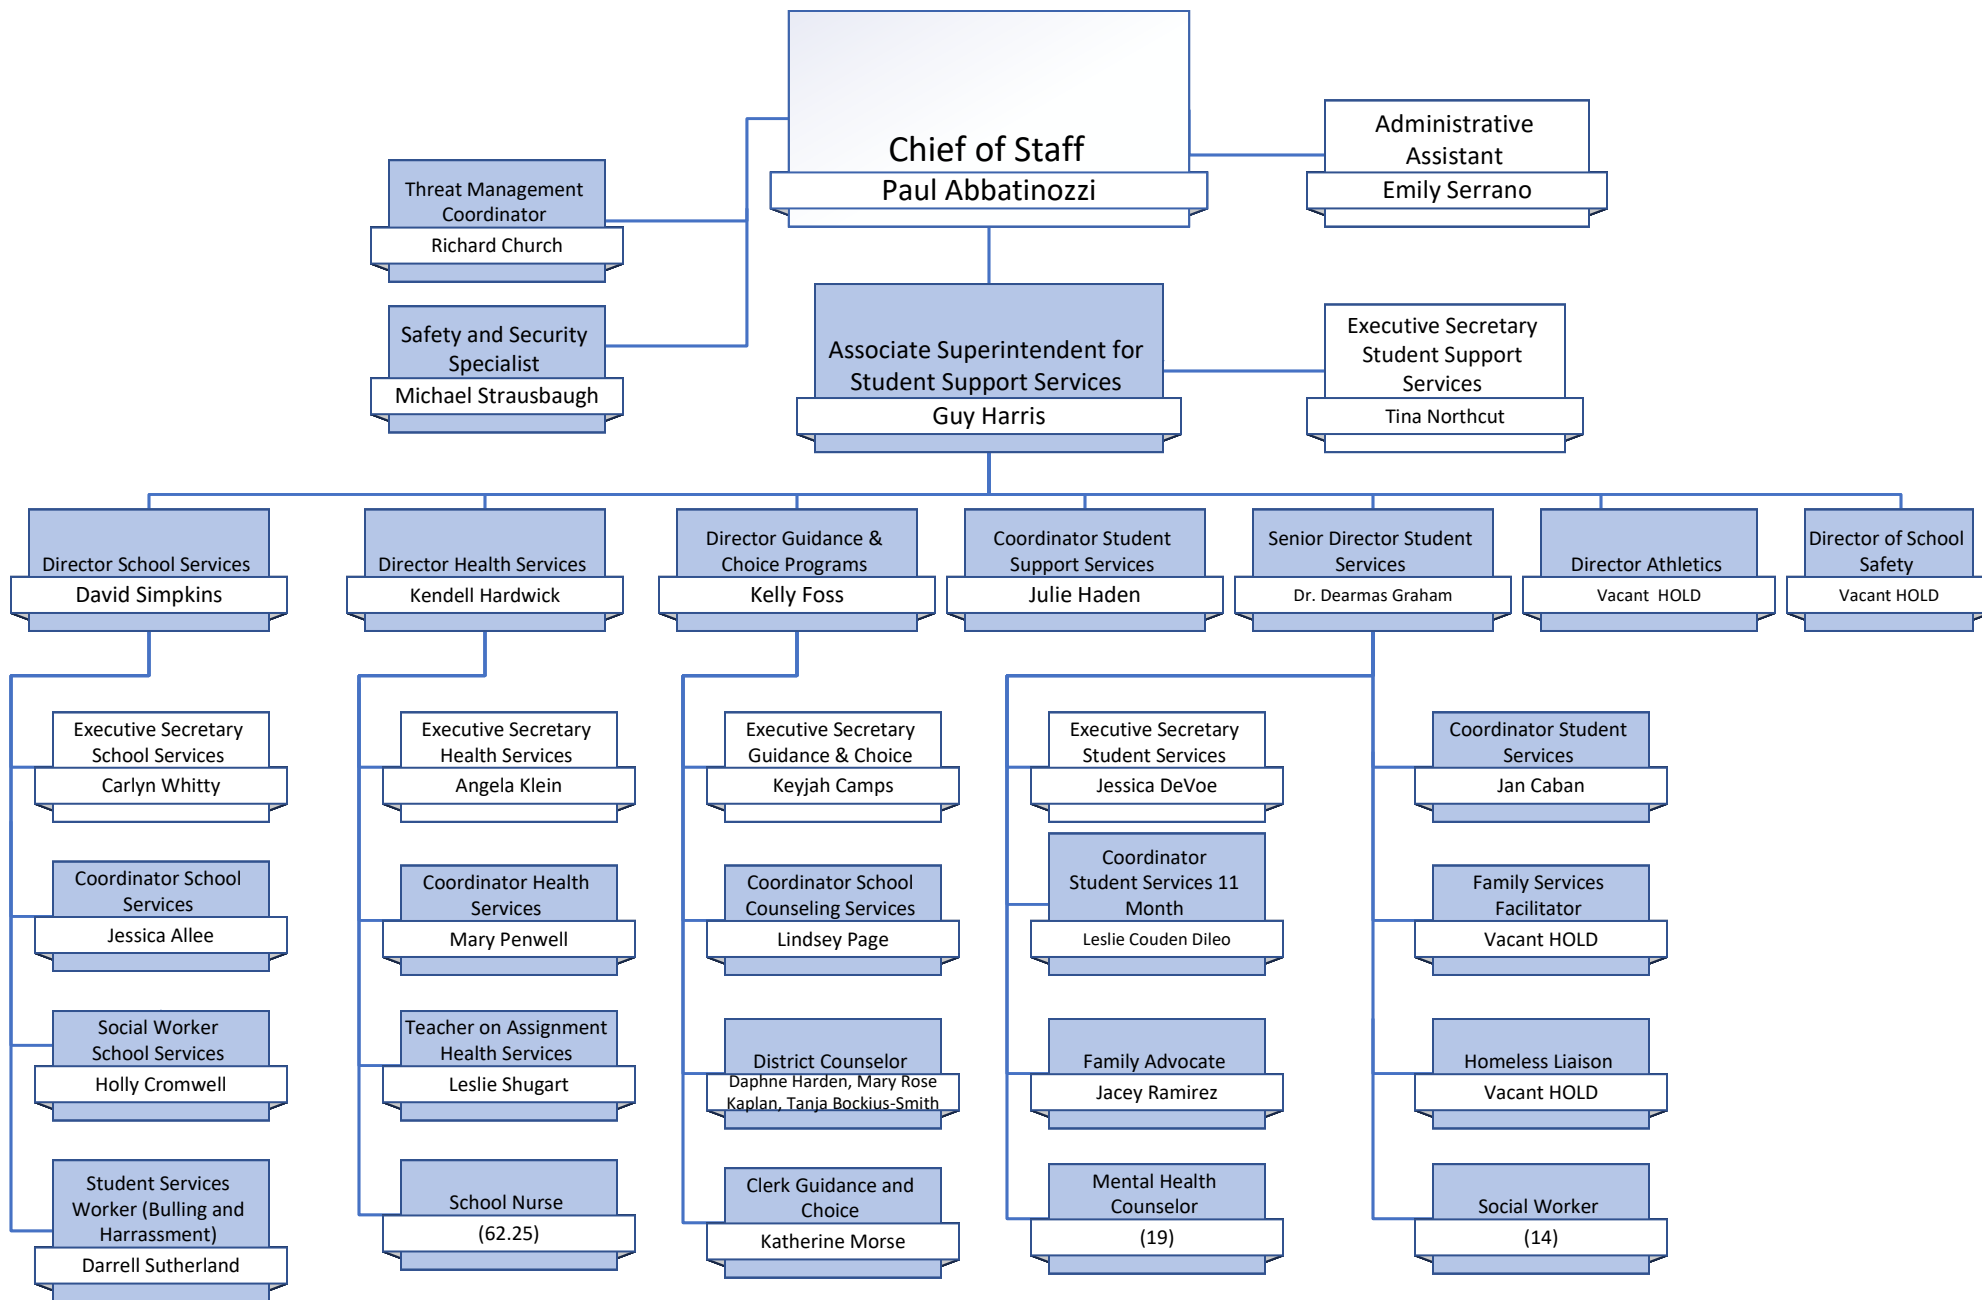 Chief of Staff
Paul Abbatinozzi
Administrative
Assistant
Emily Serrano
Threat Management
Coordinator
Richard Church
Safety and Security
Specialist
Michael Strausbaugh
Associate Superintendent for
Student Support Services
Guy Harris
Executive Secretary
Student Support
Services
Tina Northcut
Director School Services
David Simpkins
Director Health Services
Kendell Hardwick
Director Guidance &
Choice Programs
Kelly Foss
Coordinator Student
Support Services
Julie Haden
Senior Director Student
Services
Dr. Dearmas Graham
Director Athletics
Vacant HOLD
Director of School
Safety
Vacant HOLD
Executive Secretary
School Services
Carlyn Whitty
Executive Secretary
Health Services
Angela Klein
Executive Secretary
Guidance & Choice
Keyjah Camps
Executive Secretary
Student Services
Jessica DeVoe
Coordinator Student
Services
Jan Caban
Coordinator School
Services
Jessica Allee
Coordinator Health
Services
Mary Penwell
Coordinator School
Counseling Services
Lindsey Page
Coordinator
Student Services 11
Month
Leslie Couden Dileo
Family Services
Facilitator
Vacant HOLD
Social Worker
School Services
Holly Cromwell
Teacher on Assignment
Health Services
Leslie Shugart
District Counselor
Daphne Harden, Mary Rose
Kaplan, Tanja Bockius-Smith
Family Advocate
Jacey Ramirez
Homeless Liaison
Vacant HOLD
Student Services
Worker (Bulling and
Harrassment)
Darrell Sutherland
School Nurse
(62.25)
Clerk Guidance and
Choice
Katherine Morse
Mental Health
Counselor
(19)
Social Worker
(14)